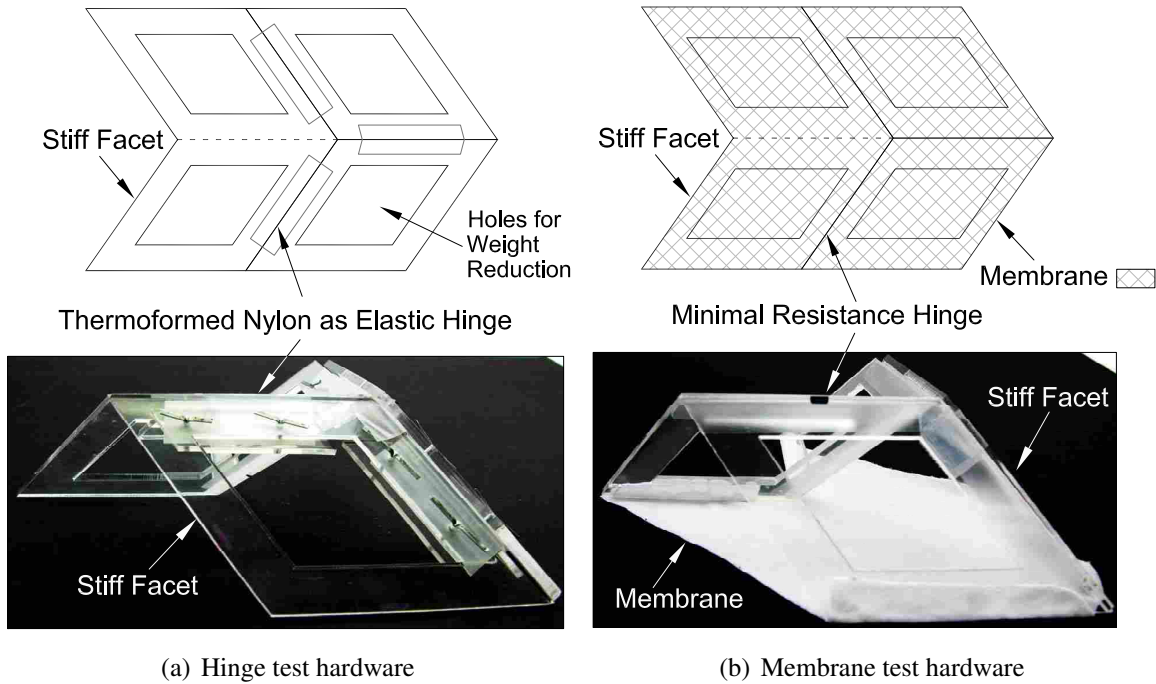 Stiff Facet
Holes for
Weight
Reduction
Thermoformed Nylon as Elastic Hinge
Stiff Facet
(a) Hinge test hardware
Stiff Facet
Membrane
Minimal Resistance Hinge
Stiff Facet
Membrane
(b) Membrane test hardware